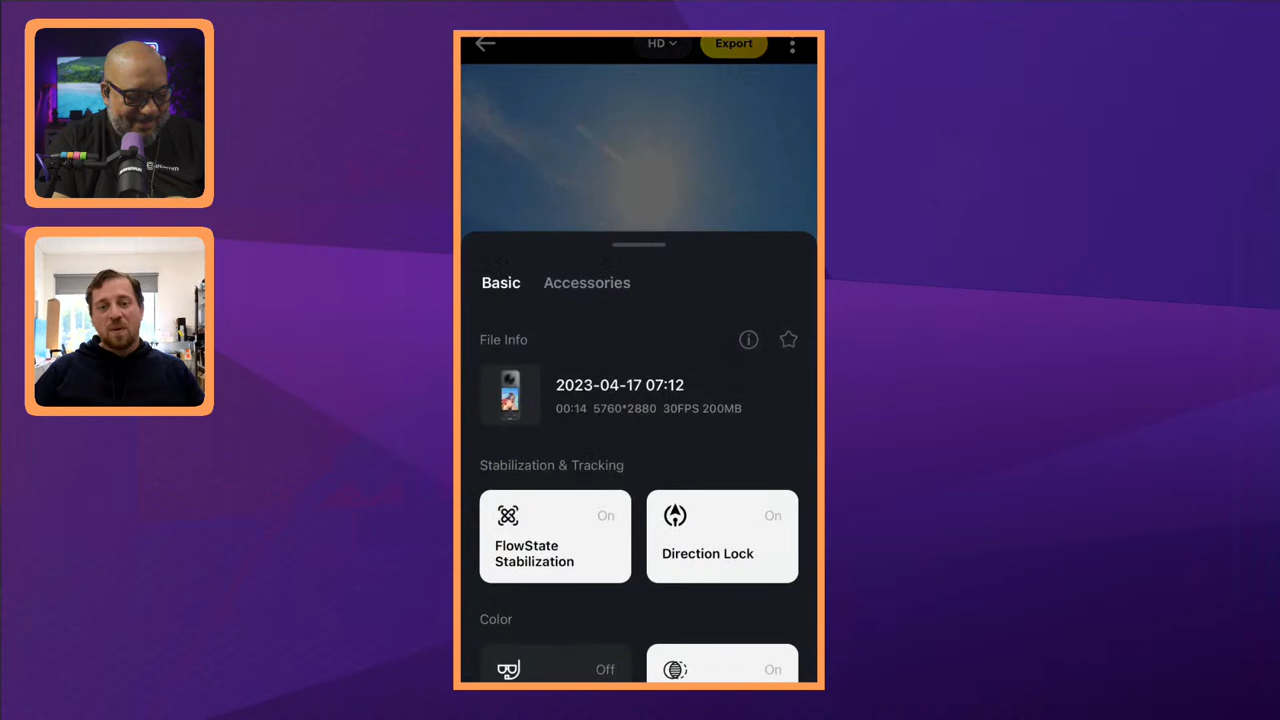 HD
Export
Basic
Accessories
File Info
2023-04-17 07:12
00:14 5760*2880 30FPS 200MB
Stabilization & Tracking
On
FlowState
Stabilization
On
Direction Lock
Color
Off
On